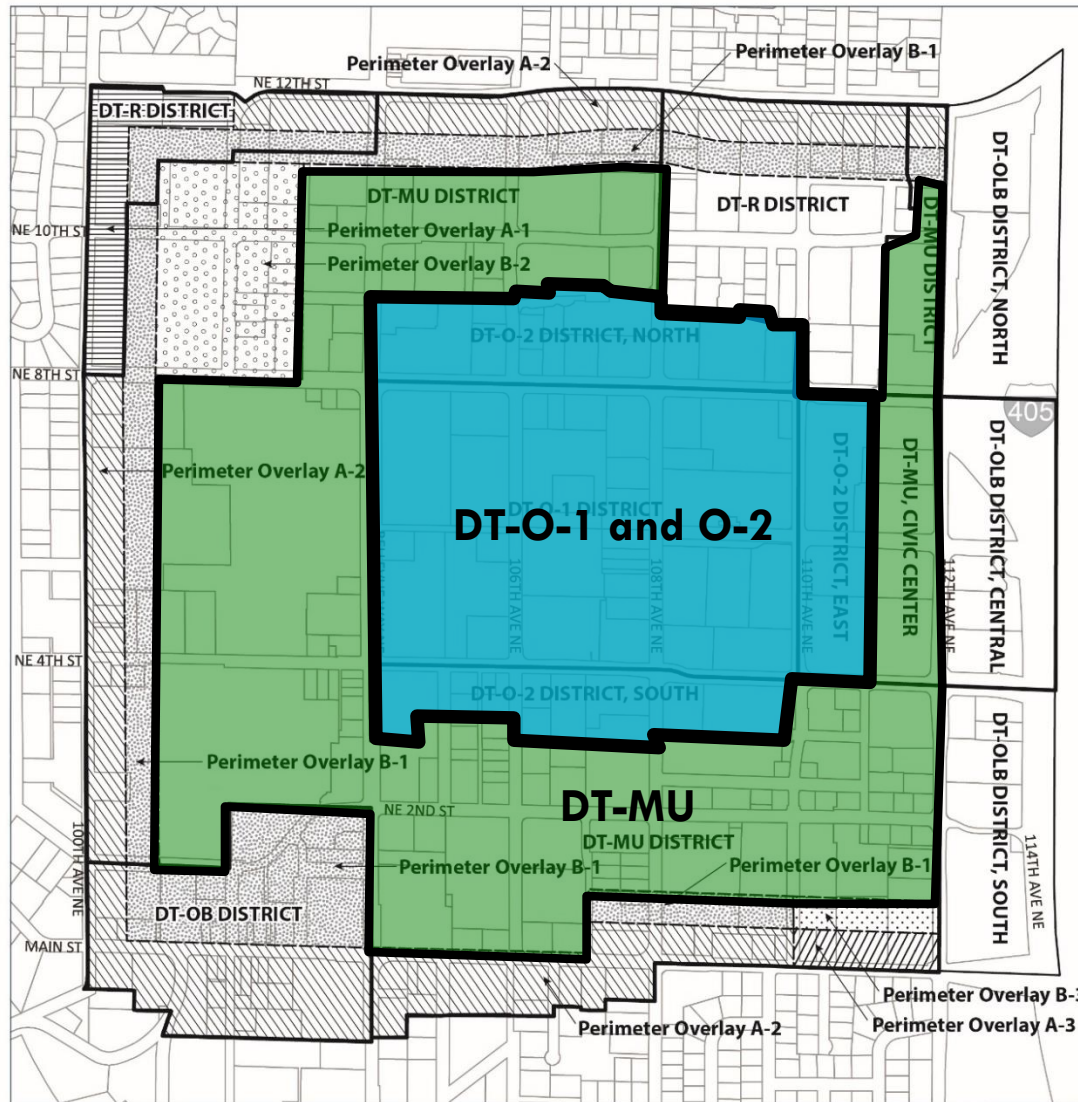 Perimeter Overlay B-1
Perimeter Overlay A-2
NE 12TH ST
DT-R DISTRICT
DT-OLB DISTRICT, NORTH
DT-MU DISTRICT
DT-R DISTRICT
DT-MU DISTRICT
NE 10TH ST
Perimeter Overlay A-1
Perimeter Overlay B-2
DT-O-2 DISTRICT, NORTH
NE 8TH ST
405
Perimeter Overlay A-2
DT-O-2 DISTRICT, EAST
DT-MU, CIVIC CENTER
DT-OLB DISTRICT, CENTRAL
DT-O-1 DISTRICT
DT-O-1 and O-2
106TH AVE NE
108TH AVE NE
110TH AVE NE
112TH AVE NE
NE 4TH ST
DT-O-2 DISTRICT, SOUTH
DT-OLB DISTRICT, SOUTH
Perimeter Overlay B-1
NE 2ND ST
DT-MU
DT-MU DISTRICT
100TH AVE NE
114TH AVE NE
Perimeter Overlay B-1
Perimeter Overlay B-1
DT-OB DISTRICT
MAIN ST
Perimeter Overlay B-3
Perimeter Overlay A-2
Perimeter Overlay A-3